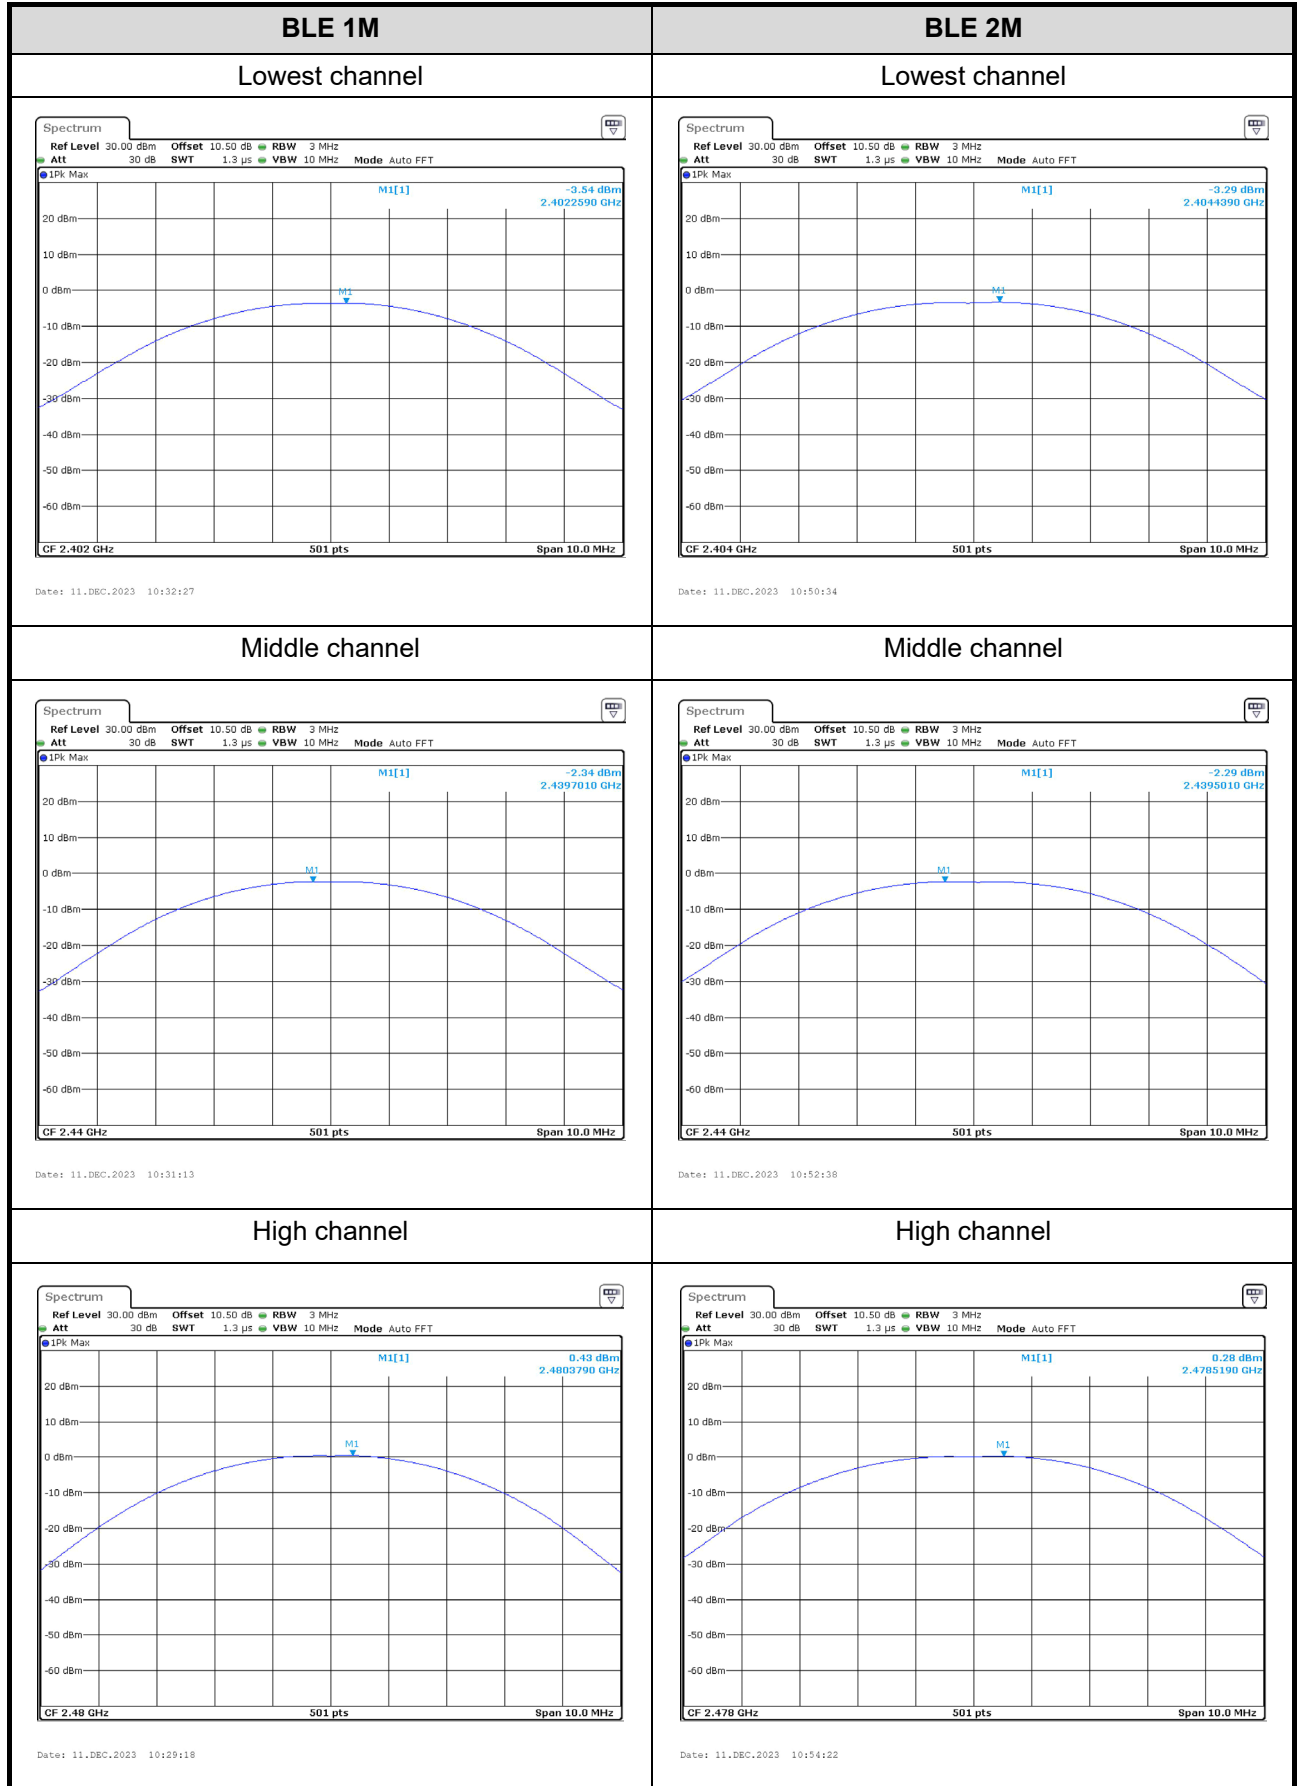 BLE 1M
BLE 2M
Lowest channel
Lowest channel
Spectrum
Ref Level 30.00 dBm Offset 10.50 dB RBW 3 MHz
Att 30 dB SWT 1.3 µs VBW 10 MHz Mode Auto FFT
1Pk Max
M1[1] -3.54 dBm
2.4022590 GHz
20 dBm
10 dBm
0 dBm
M1
-10 dBm
-20 dBm
-30 dBm
-40 dBm
-50 dBm
-60 dBm
CF 2.402 GHz 501 pts Span 10.0 MHz
Date: 11.DEC.2023 10:32:27
Spectrum
Ref Level 30.00 dBm Offset 10.50 dB RBW 3 MHz
Att 30 dB SWT 1.3 µs VBW 10 MHz Mode Auto FFT
1Pk Max
M1[1] -3.29 dBm
2.4044390 GHz
20 dBm
10 dBm
0 dBm
M1
-10 dBm
-20 dBm
-30 dBm
-40 dBm
-50 dBm
-60 dBm
CF 2.404 GHz 501 pts Span 10.0 MHz
Date: 11.DEC.2023 10:50:34
Middle channel
Middle channel
Spectrum
Ref Level 30.00 dBm Offset 10.50 dB RBW 3 MHz
Att 30 dB SWT 1.3 µs VBW 10 MHz Mode Auto FFT
1Pk Max
M1[1] -2.34 dBm
2.4397010 GHz
20 dBm
10 dBm
0 dBm
M1
-10 dBm
-20 dBm
-30 dBm
-40 dBm
-50 dBm
-60 dBm
CF 2.44 GHz 501 pts Span 10.0 MHz
Date: 11.DEC.2023 10:31:13
Spectrum
Ref Level 30.00 dBm Offset 10.50 dB RBW 3 MHz
Att 30 dB SWT 1.3 µs VBW 10 MHz Mode Auto FFT
1Pk Max
M1[1] -2.29 dBm
2.4395010 GHz
20 dBm
10 dBm
0 dBm
M1
-10 dBm
-20 dBm
-30 dBm
-40 dBm
-50 dBm
-60 dBm
CF 2.44 GHz 501 pts Span 10.0 MHz
Date: 11.DEC.2023 10:52:38
High channel
High channel
Spectrum
Ref Level 30.00 dBm Offset 10.50 dB RBW 3 MHz
Att 30 dB SWT 1.3 µs VBW 10 MHz Mode Auto FFT
1Pk Max
M1[1] 0.43 dBm
2.4803790 GHz
20 dBm
10 dBm
M1
0 dBm
-10 dBm
-20 dBm
-30 dBm
-40 dBm
-50 dBm
-60 dBm
CF 2.48 GHz 501 pts Span 10.0 MHz
Date: 11.DEC.2023 10:29:18
Spectrum
Ref Level 30.00 dBm Offset 10.50 dB RBW 3 MHz
Att 30 dB SWT 1.3 µs VBW 10 MHz Mode Auto FFT
1Pk Max
M1[1] 0.28 dBm
2.4785190 GHz
20 dBm
10 dBm
M1
0 dBm
-10 dBm
-20 dBm
-30 dBm
-40 dBm
-50 dBm
-60 dBm
CF 2.478 GHz 501 pts Span 10.0 MHz
Date: 11.DEC.2023 10:54:22